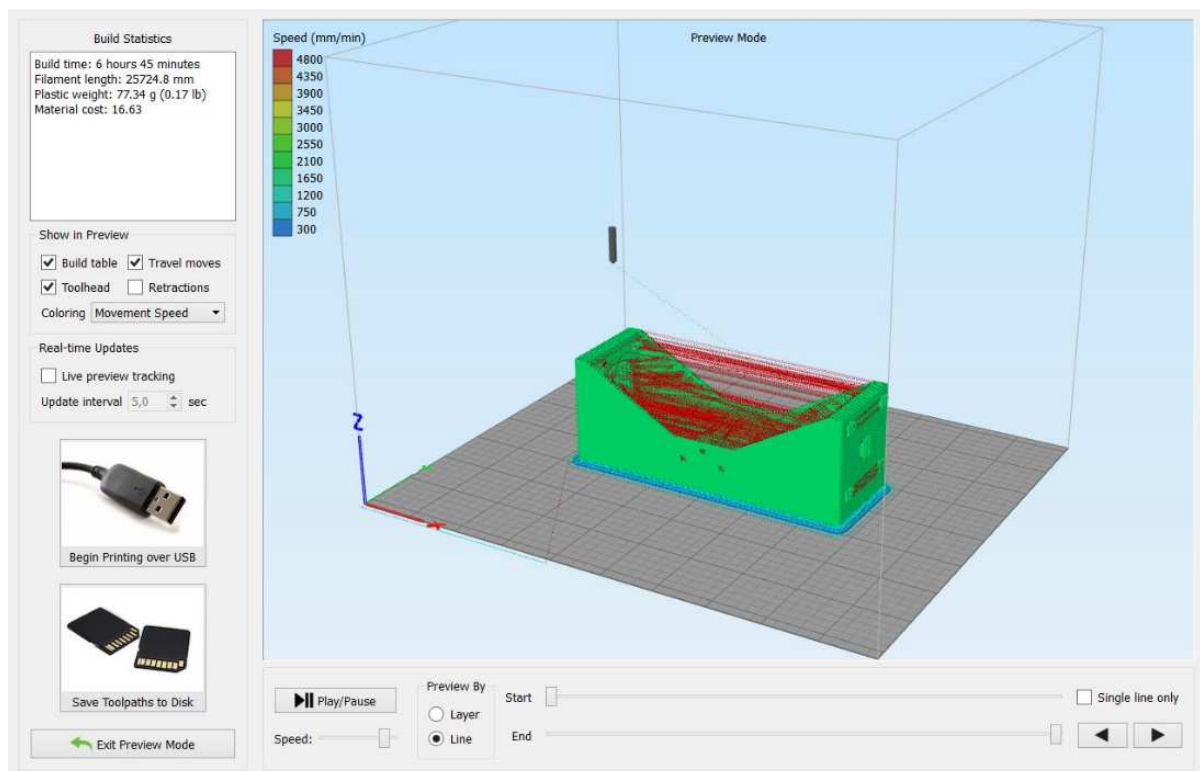 Build Statistics
Build time: 6 hours 45 minutes
Filament length: 25724.8 mm
Plastic weight: 77.34 g (0.17 lb)
Material cost: 16.63
Show in Preview
Build table
Travel moves
Toolhead
Retractions
Coloring Movement Speed
Real-time Updates
Live preview tracking
Update interval 5,0 sec
Begin Printing over USB
Save Toolpaths to Disk
Exit Preview Mode
Speed (mm/min)
4800
4350
3900
3450
3000
2550
2100
1650
1200
750
300
Preview Mode
Z
X
Play/Pause
Speed:
Preview By
Layer
Line
Start
End
Single line only